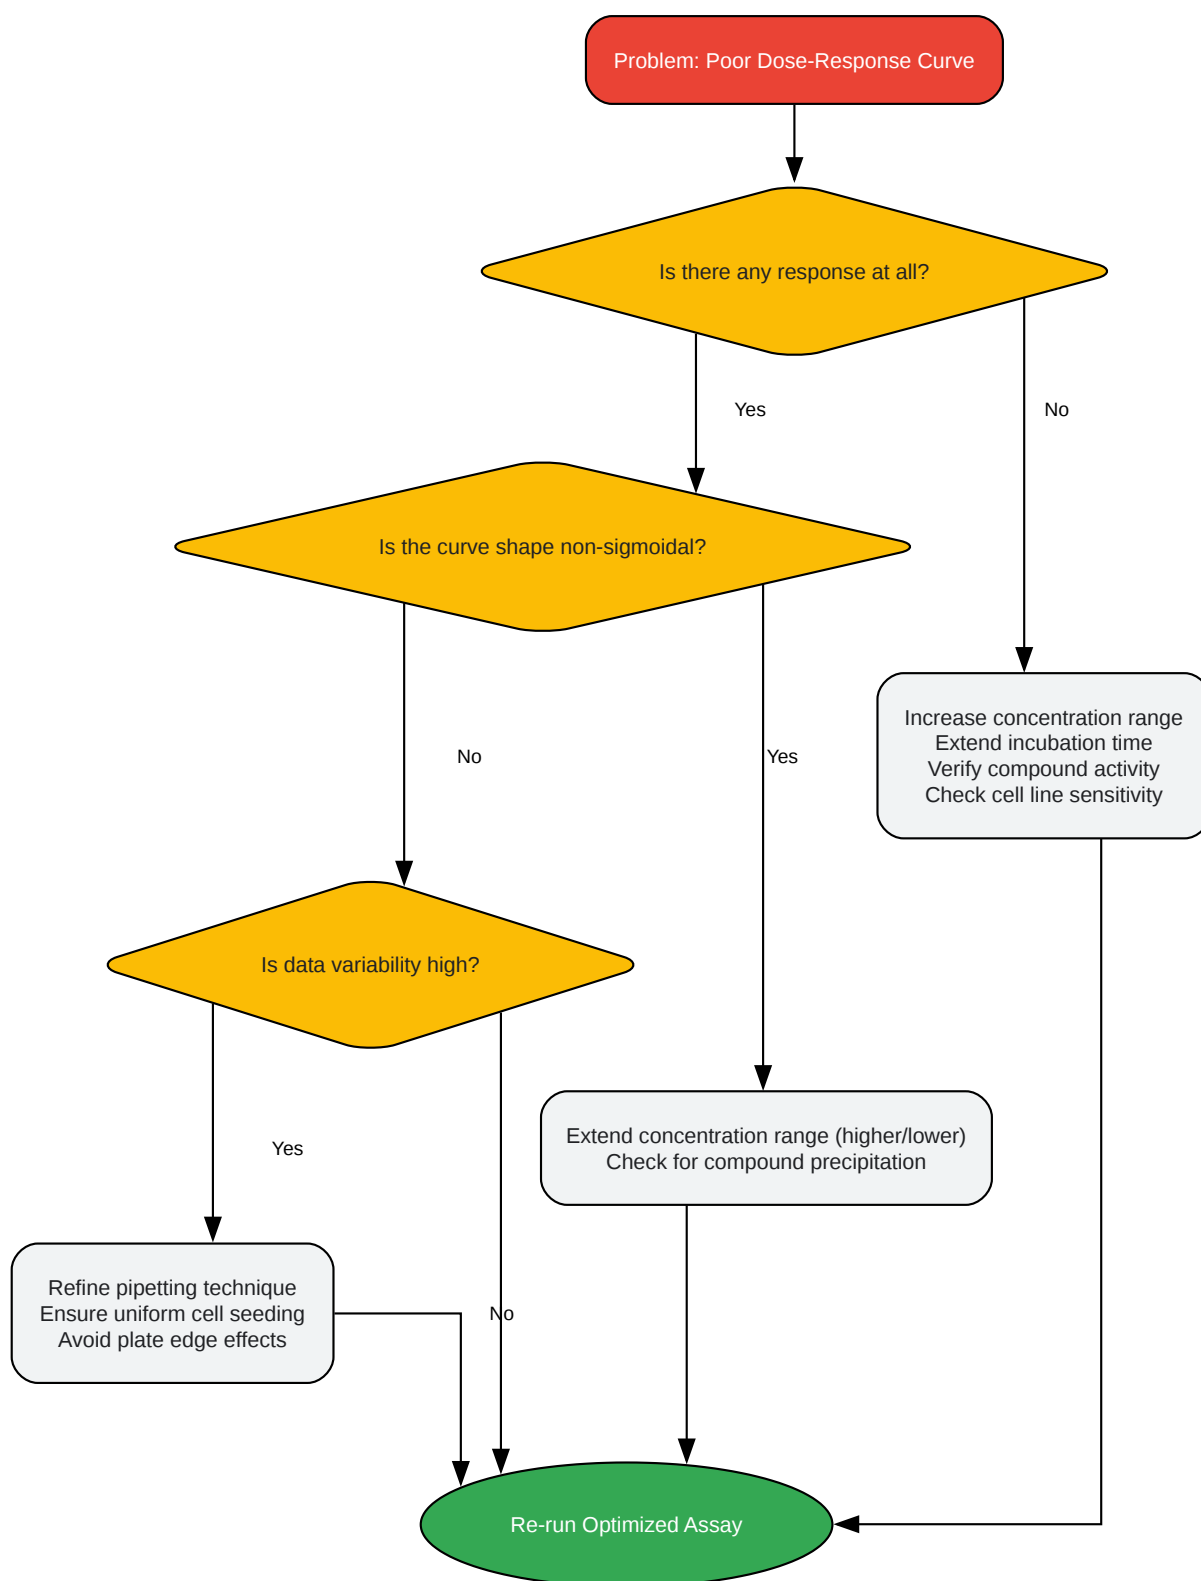 Problem: Poor Dose-Response Curve
Is there any response at all?
Yes
No
Is the curve shape non-sigmoidal?
No
Yes
Increase concentration range
Extend incubation time
Verify compound activity
Check cell line sensitivity
Is data variability high?
Yes
No
Extend concentration range (higher/lower)
Check for compound precipitation
Refine pipetting technique
Ensure uniform cell seeding
Avoid plate edge effects
Re-run Optimized Assay